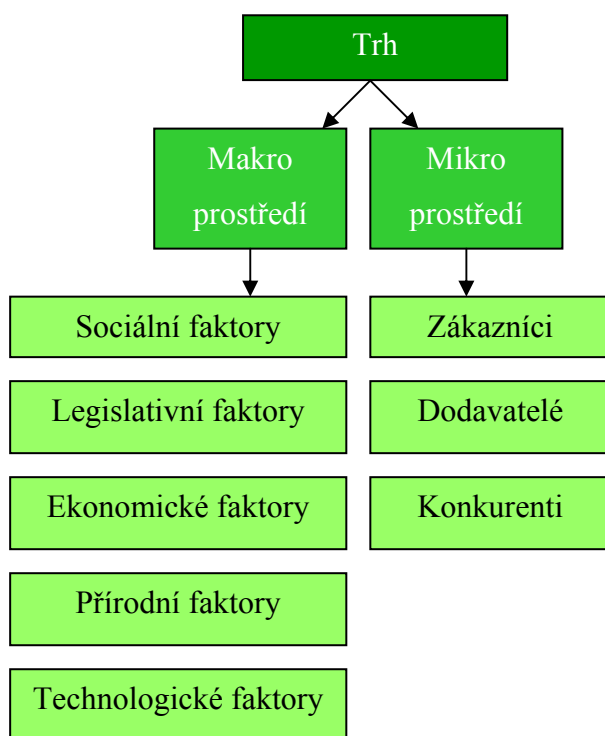 Trh
Makro
prostředí
Mikro
prostředí
Sociální faktory
Legislativní faktory
Ekonomické faktory
Přírodní faktory
Technologické faktory
Zákazníci
Dodavatelé
Konkurenti